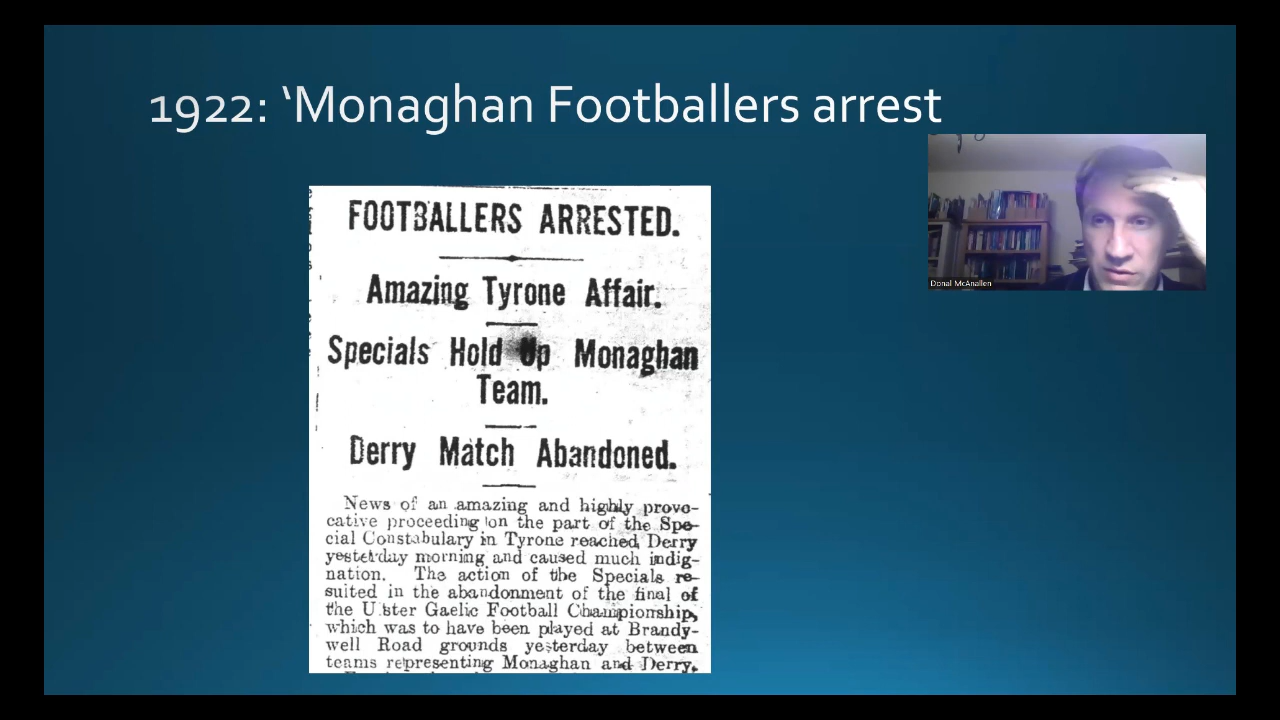 1922: ‘Monaghan Footballers arrest
FOOTBALLERS ARRESTED.
Amazing Tyrone Affair.
Specials Hold Up Monaghan
Team.
Derry Match Abandoned.
News of an amazing and highly provo-
cative proceeding on the part of the Spe-
cial Constabulary in Tyrone reached Derry
yesterday morning and caused much indig-
nation. The action of the Specials re-
sulted in the abandonment of the final of
the Ulster Gaelic Football Championship,
which was to have been played at Brandy-
well Road grounds yesterday between
teams representing Monaghan and Derry.
Donal McAnallen